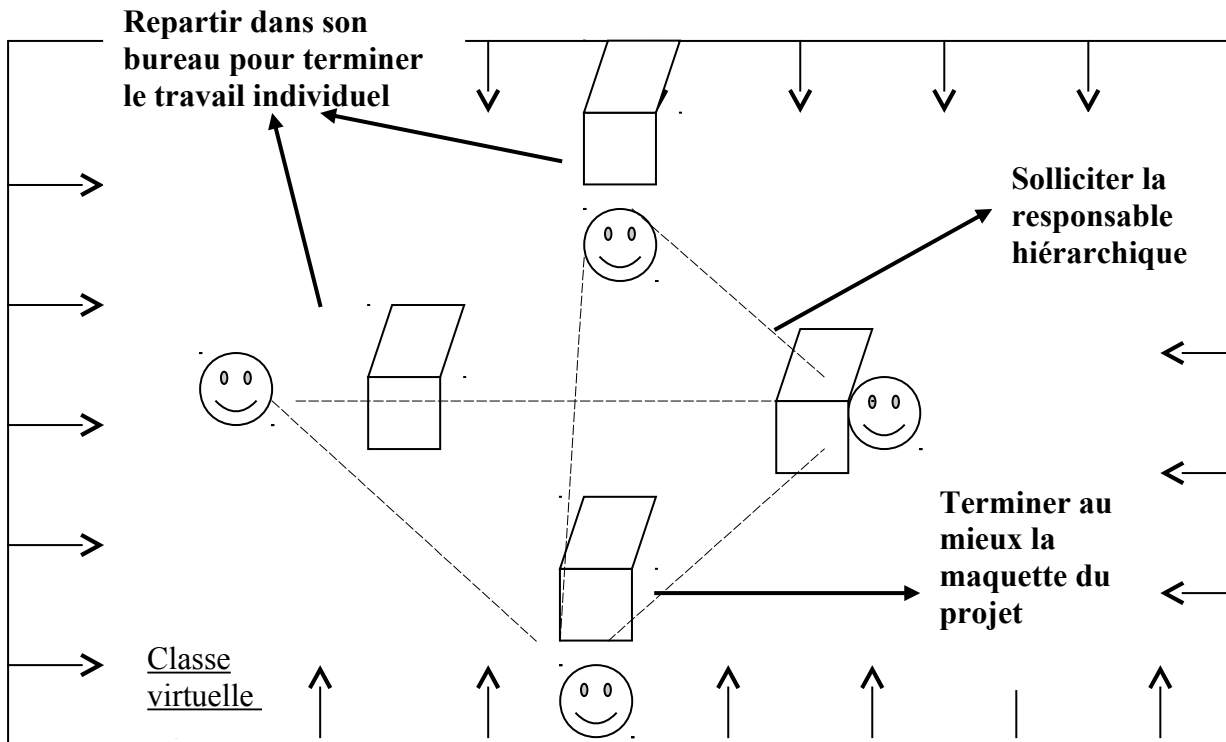 Repartir dans son
bureau pour terminer
le travail individuel
Solliciter la
responsable
hiérarchique
Terminer au
mieux la
maquette du
projet
Classe
virtuelle